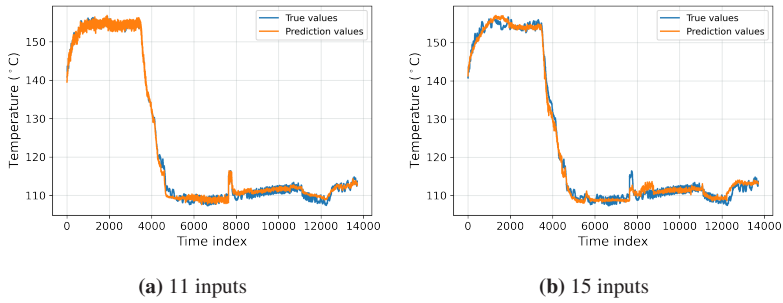 True values
Prediction values
Temperature (°C)
150
140
130
120
110
0 2000 4000 6000 8000 10000 12000 14000
Time index
(a) 11 inputs
True values
Prediction values
Temperature (°C)
150
140
130
120
110
0 2000 4000 6000 8000 10000 12000 14000
Time index
(b) 15 inputs